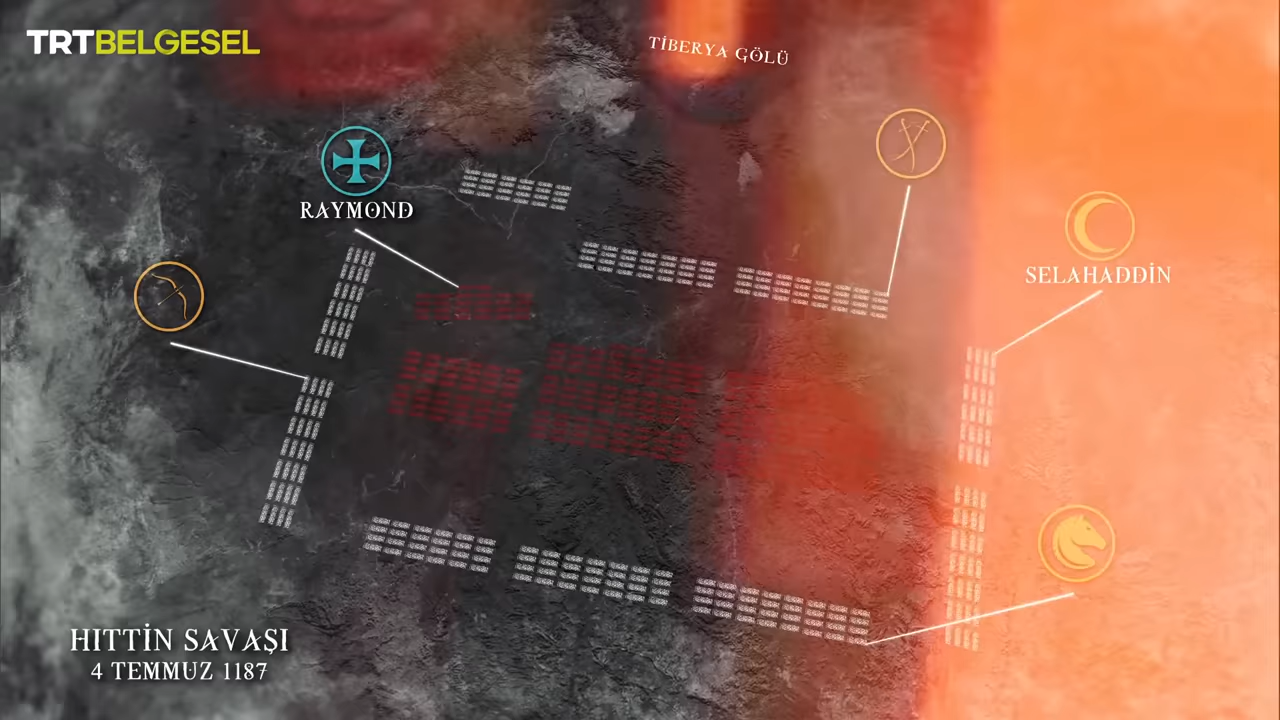 TRTBELGESEL
TİBERYA GÖLÜ
RAYMOND
SELAHADDİN
HITTİN SAVAŞI
4 TEMMUZ 1187